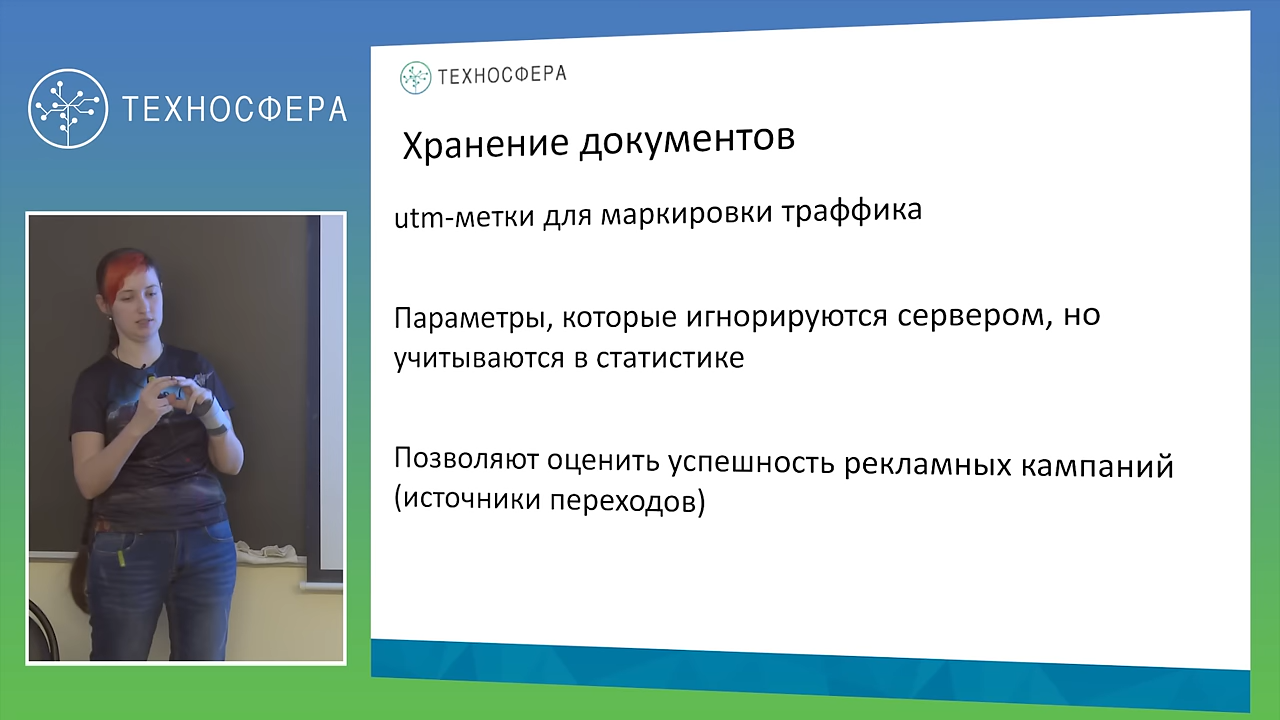 ТЕХНОСФЕРА
ТЕХНОСФЕРА
Хранение документов
utm-метки для маркировки траффика
Параметры, которые игнорируются сервером, но
учитываются в статистике
Позволяют оценить успешность рекламных кампаний
(источники переходов)